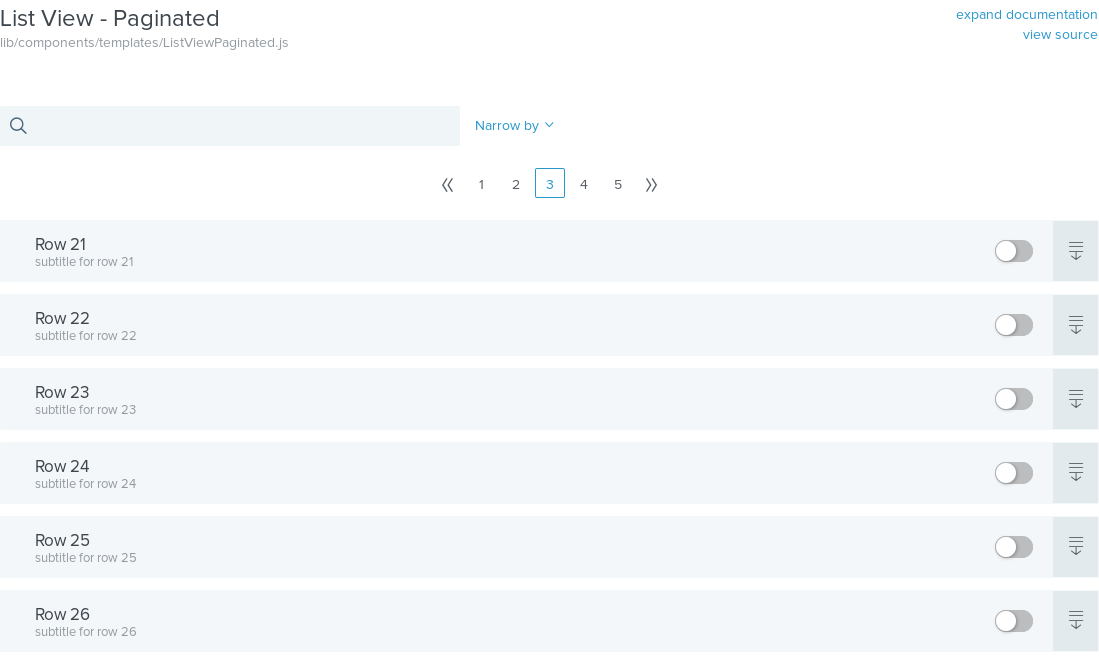 List View - Paginated
expand documentation
lib/components/templates/ListViewPaginated.js
view source
Narrow by
1 2 3 4 5
Row 21
subtitle for row 21
Row 22
subtitle for row 22
Row 23
subtitle for row 23
Row 24
subtitle for row 24
Row 25
subtitle for row 25
Row 26
subtitle for row 26